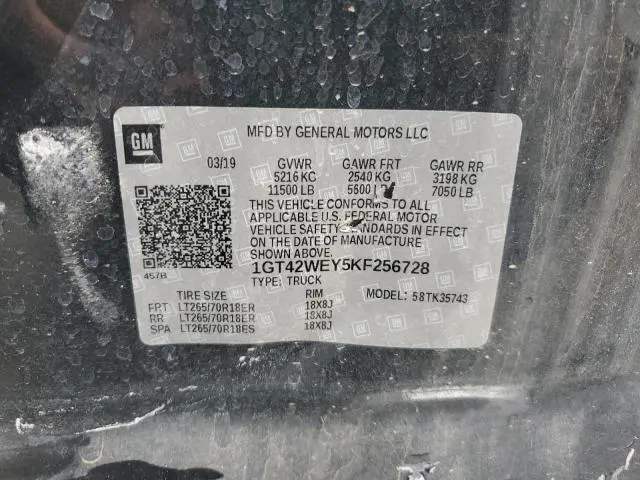 GM
MFD BY GENERAL MOTORS LLC
03/19 GVWR GAWR FRT GAWR RR
5216 KG 2540 KG 3198 KG
11500 LB 5600 L 7050 LB
THIS VEHICLE CONFORMS TO ALL
APPLICABLE U.S. FEDERAL MOTOR
VEHICLE SAFETY STANDARDS IN EFFECT
ON THE DATE OF MANUFACTURE
SHOWN ABOVE.
1GT42WEY5KF256728
457B
TYPE: TRUCK
TIRE SIZE RIM MODEL: 58TK35743
FRT LT265/70R18ER 18X8J
RR LT265/70R18ER 18X8J
SPA LT265/70R18ES 18X8J